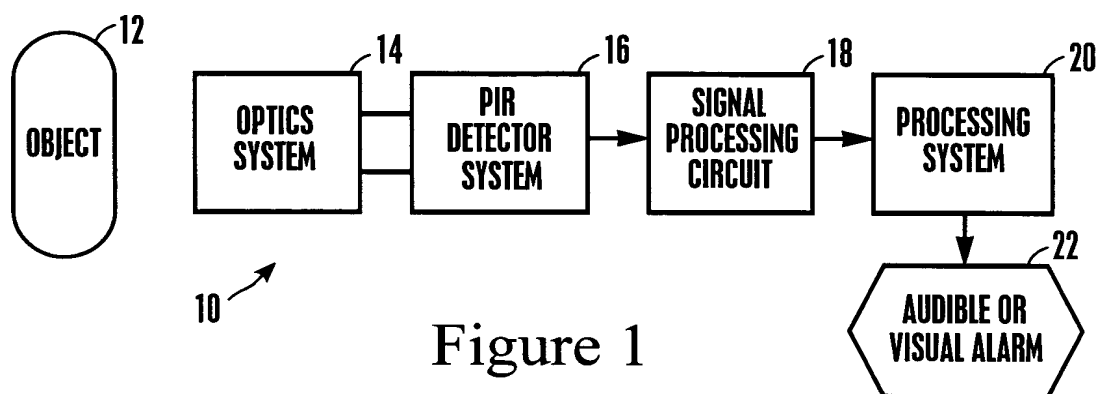 12
OBJECT
14
OPTICS
SYSTEM
16
PIR
DETECTOR
SYSTEM
18
SIGNAL
PROCESSING
CIRCUIT
20
PROCESSING
SYSTEM
22
AUDIBLE OR
VISUAL ALARM
10
Figure 1